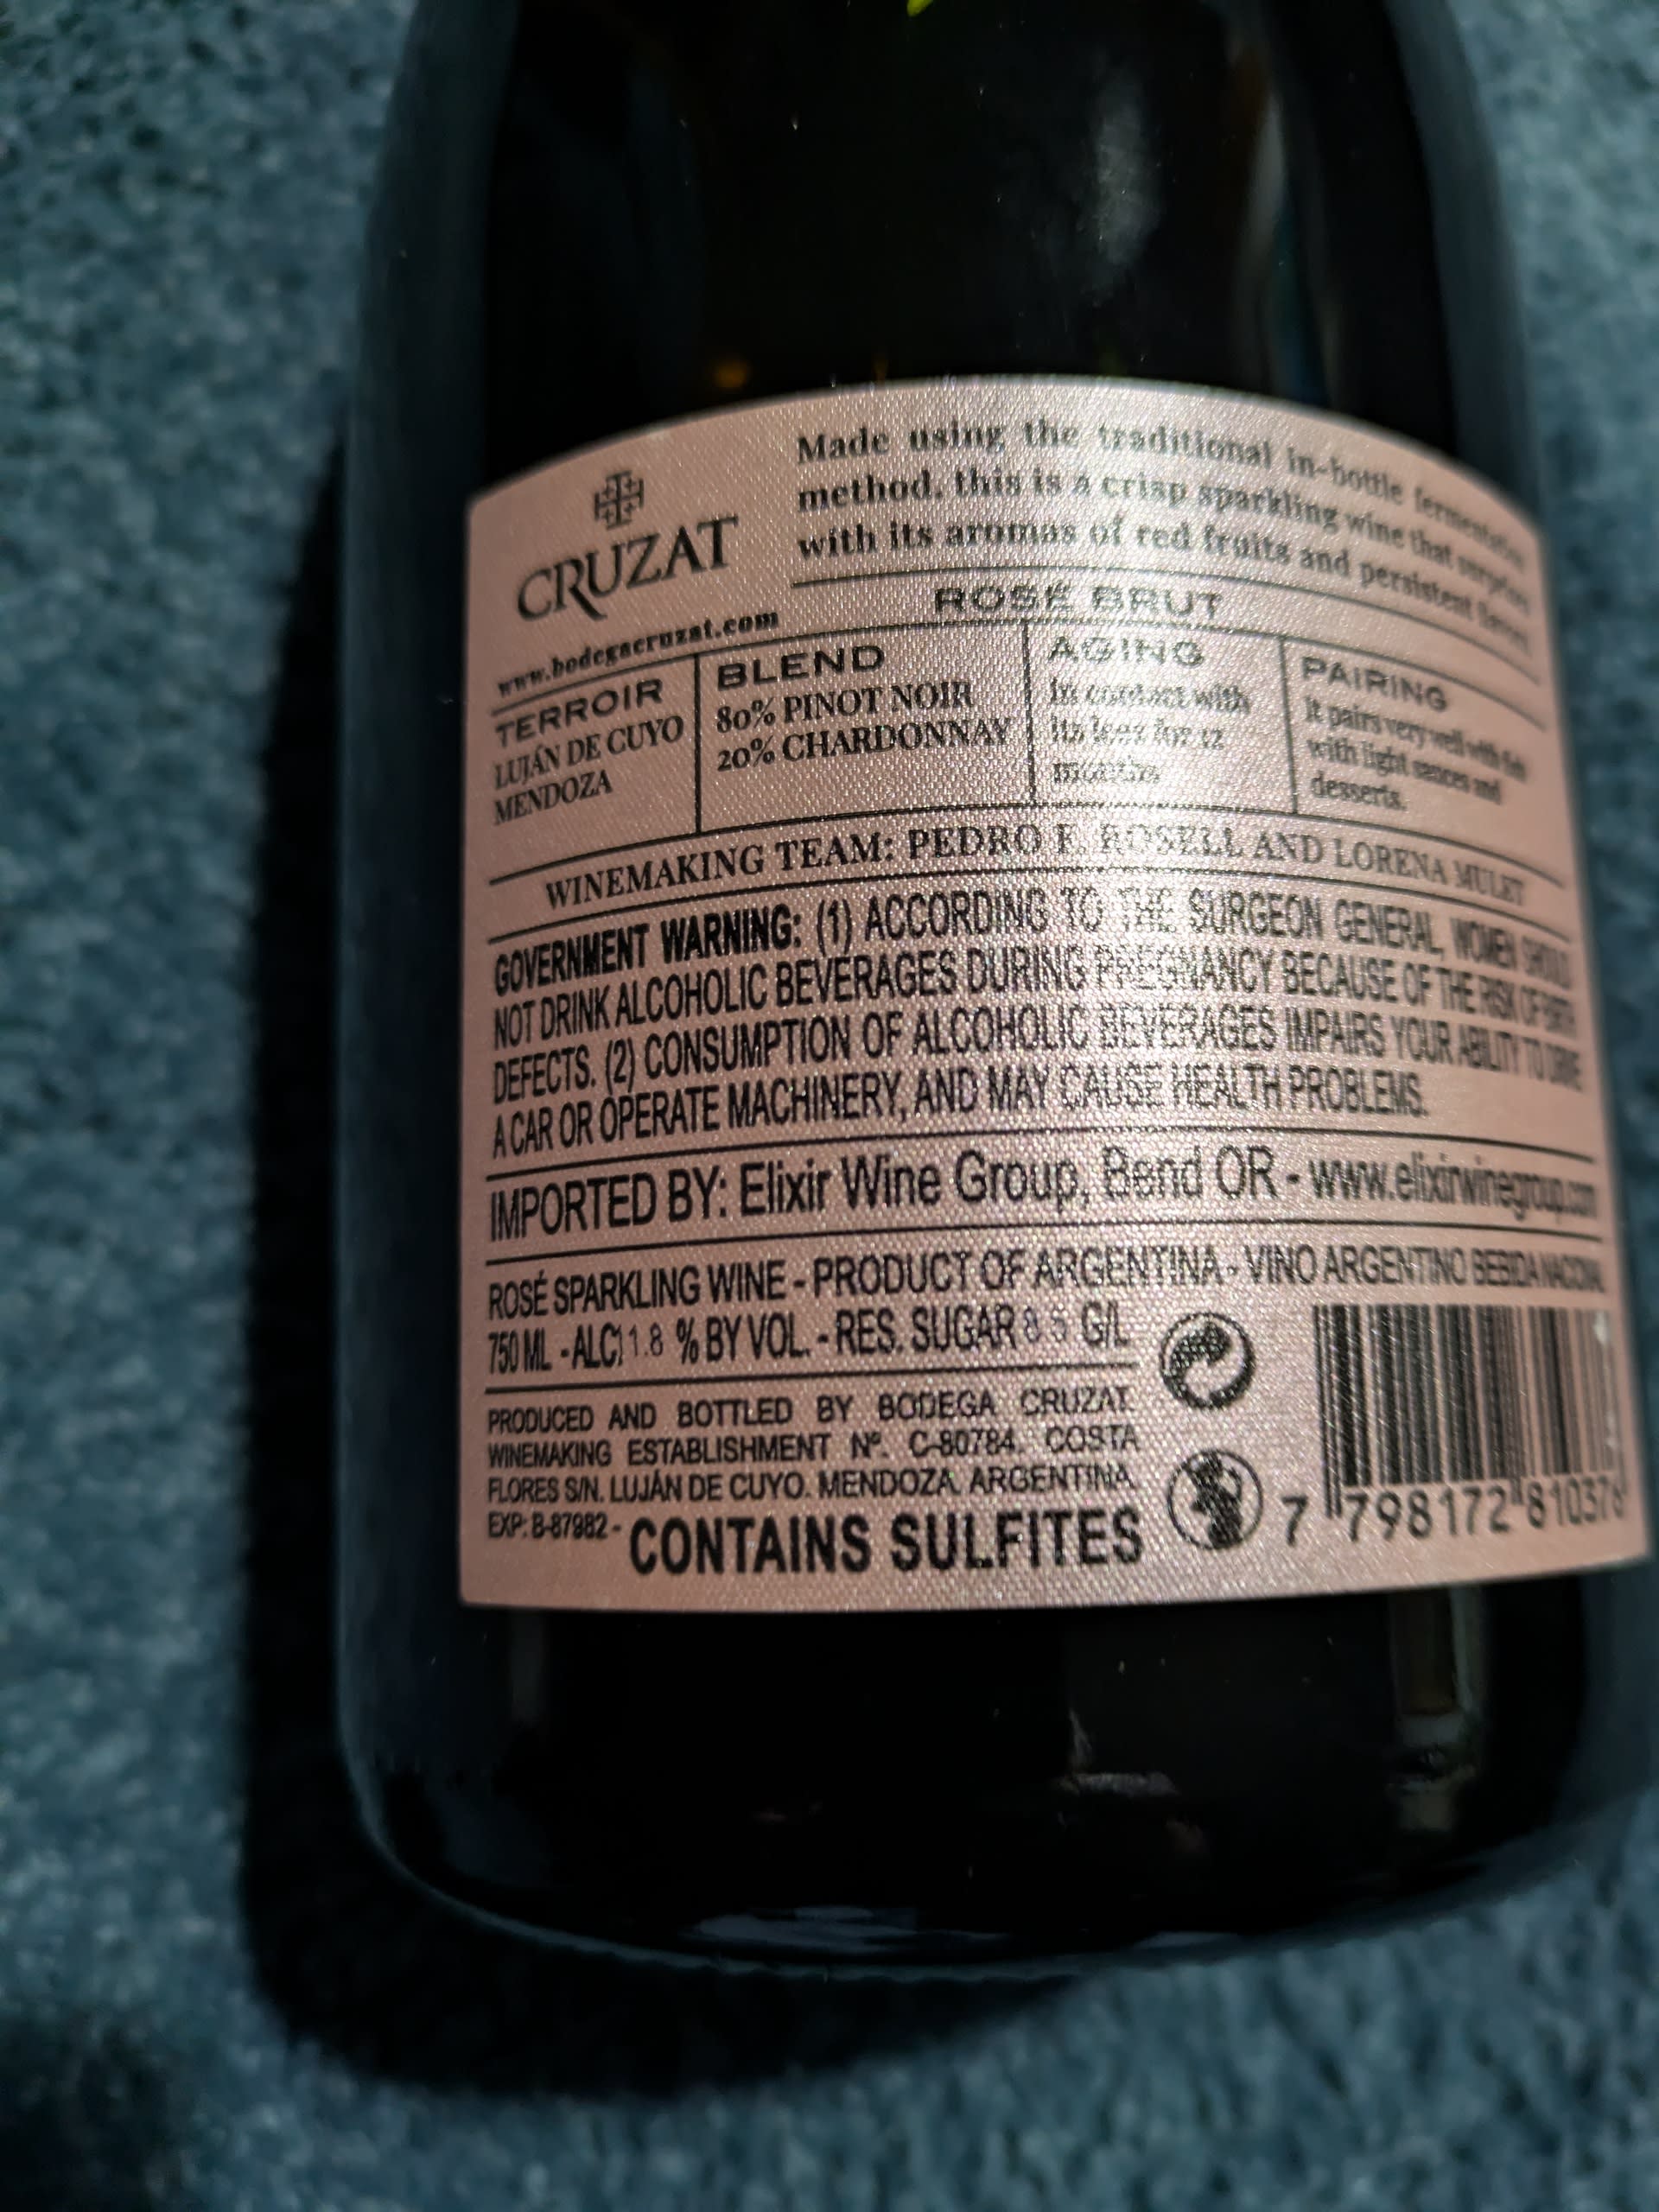 CRUZAT
www.bodegacruzat.com
Made using the traditional in-bottle fermentation
method, this is a crisp sparkling wine that surprises
with its aromas of red fruits and persistent
ROSÉ BRUT
TERROIR
LUJÁN DE CUYO
MENDOZA
BLEND
80% PINOT NOIR
20% CHARDONNAY
AGING
In contact with
its lees for 12
months
PAIRING
It pairs very well with fish
with light sauces and
desserts.
WINEMAKING TEAM: PEDRO F. ROSELL AND LORENA MULET
GOVERNMENT WARNING: (1) ACCORDING TO THE SURGEON GENERAL, WOMEN SHOULD
NOT DRINK ALCOHOLIC BEVERAGES DURING PREGNANCY BECAUSE OF THE RISK OF BIRTH
DEFECTS. (2) CONSUMPTION OF ALCOHOLIC BEVERAGES IMPAIRS YOUR ABILITY TO DRIVE
A CAR OR OPERATE MACHINERY, AND MAY CAUSE HEALTH PROBLEMS.
IMPORTED BY: Elixir Wine Group, Bend OR - www.elixirwinegroup.com
ROSÉ SPARKLING WINE - PRODUCT OF ARGENTINA - VINO ARGENTINO BEBIDA NACIONAL
750 ML - ALC 11.8 % BY VOL. - RES. SUGAR G/L
PRODUCED AND BOTTLED BY BODEGA CRUZAT.
WINEMAKING ESTABLISHMENT Nº. C-80784. COSTA
FLORES S/N. LUJÁN DE CUYO. MENDOZA. ARGENTINA.
EXP: B-87982 - CONTAINS SULFITES
7 798172 810376